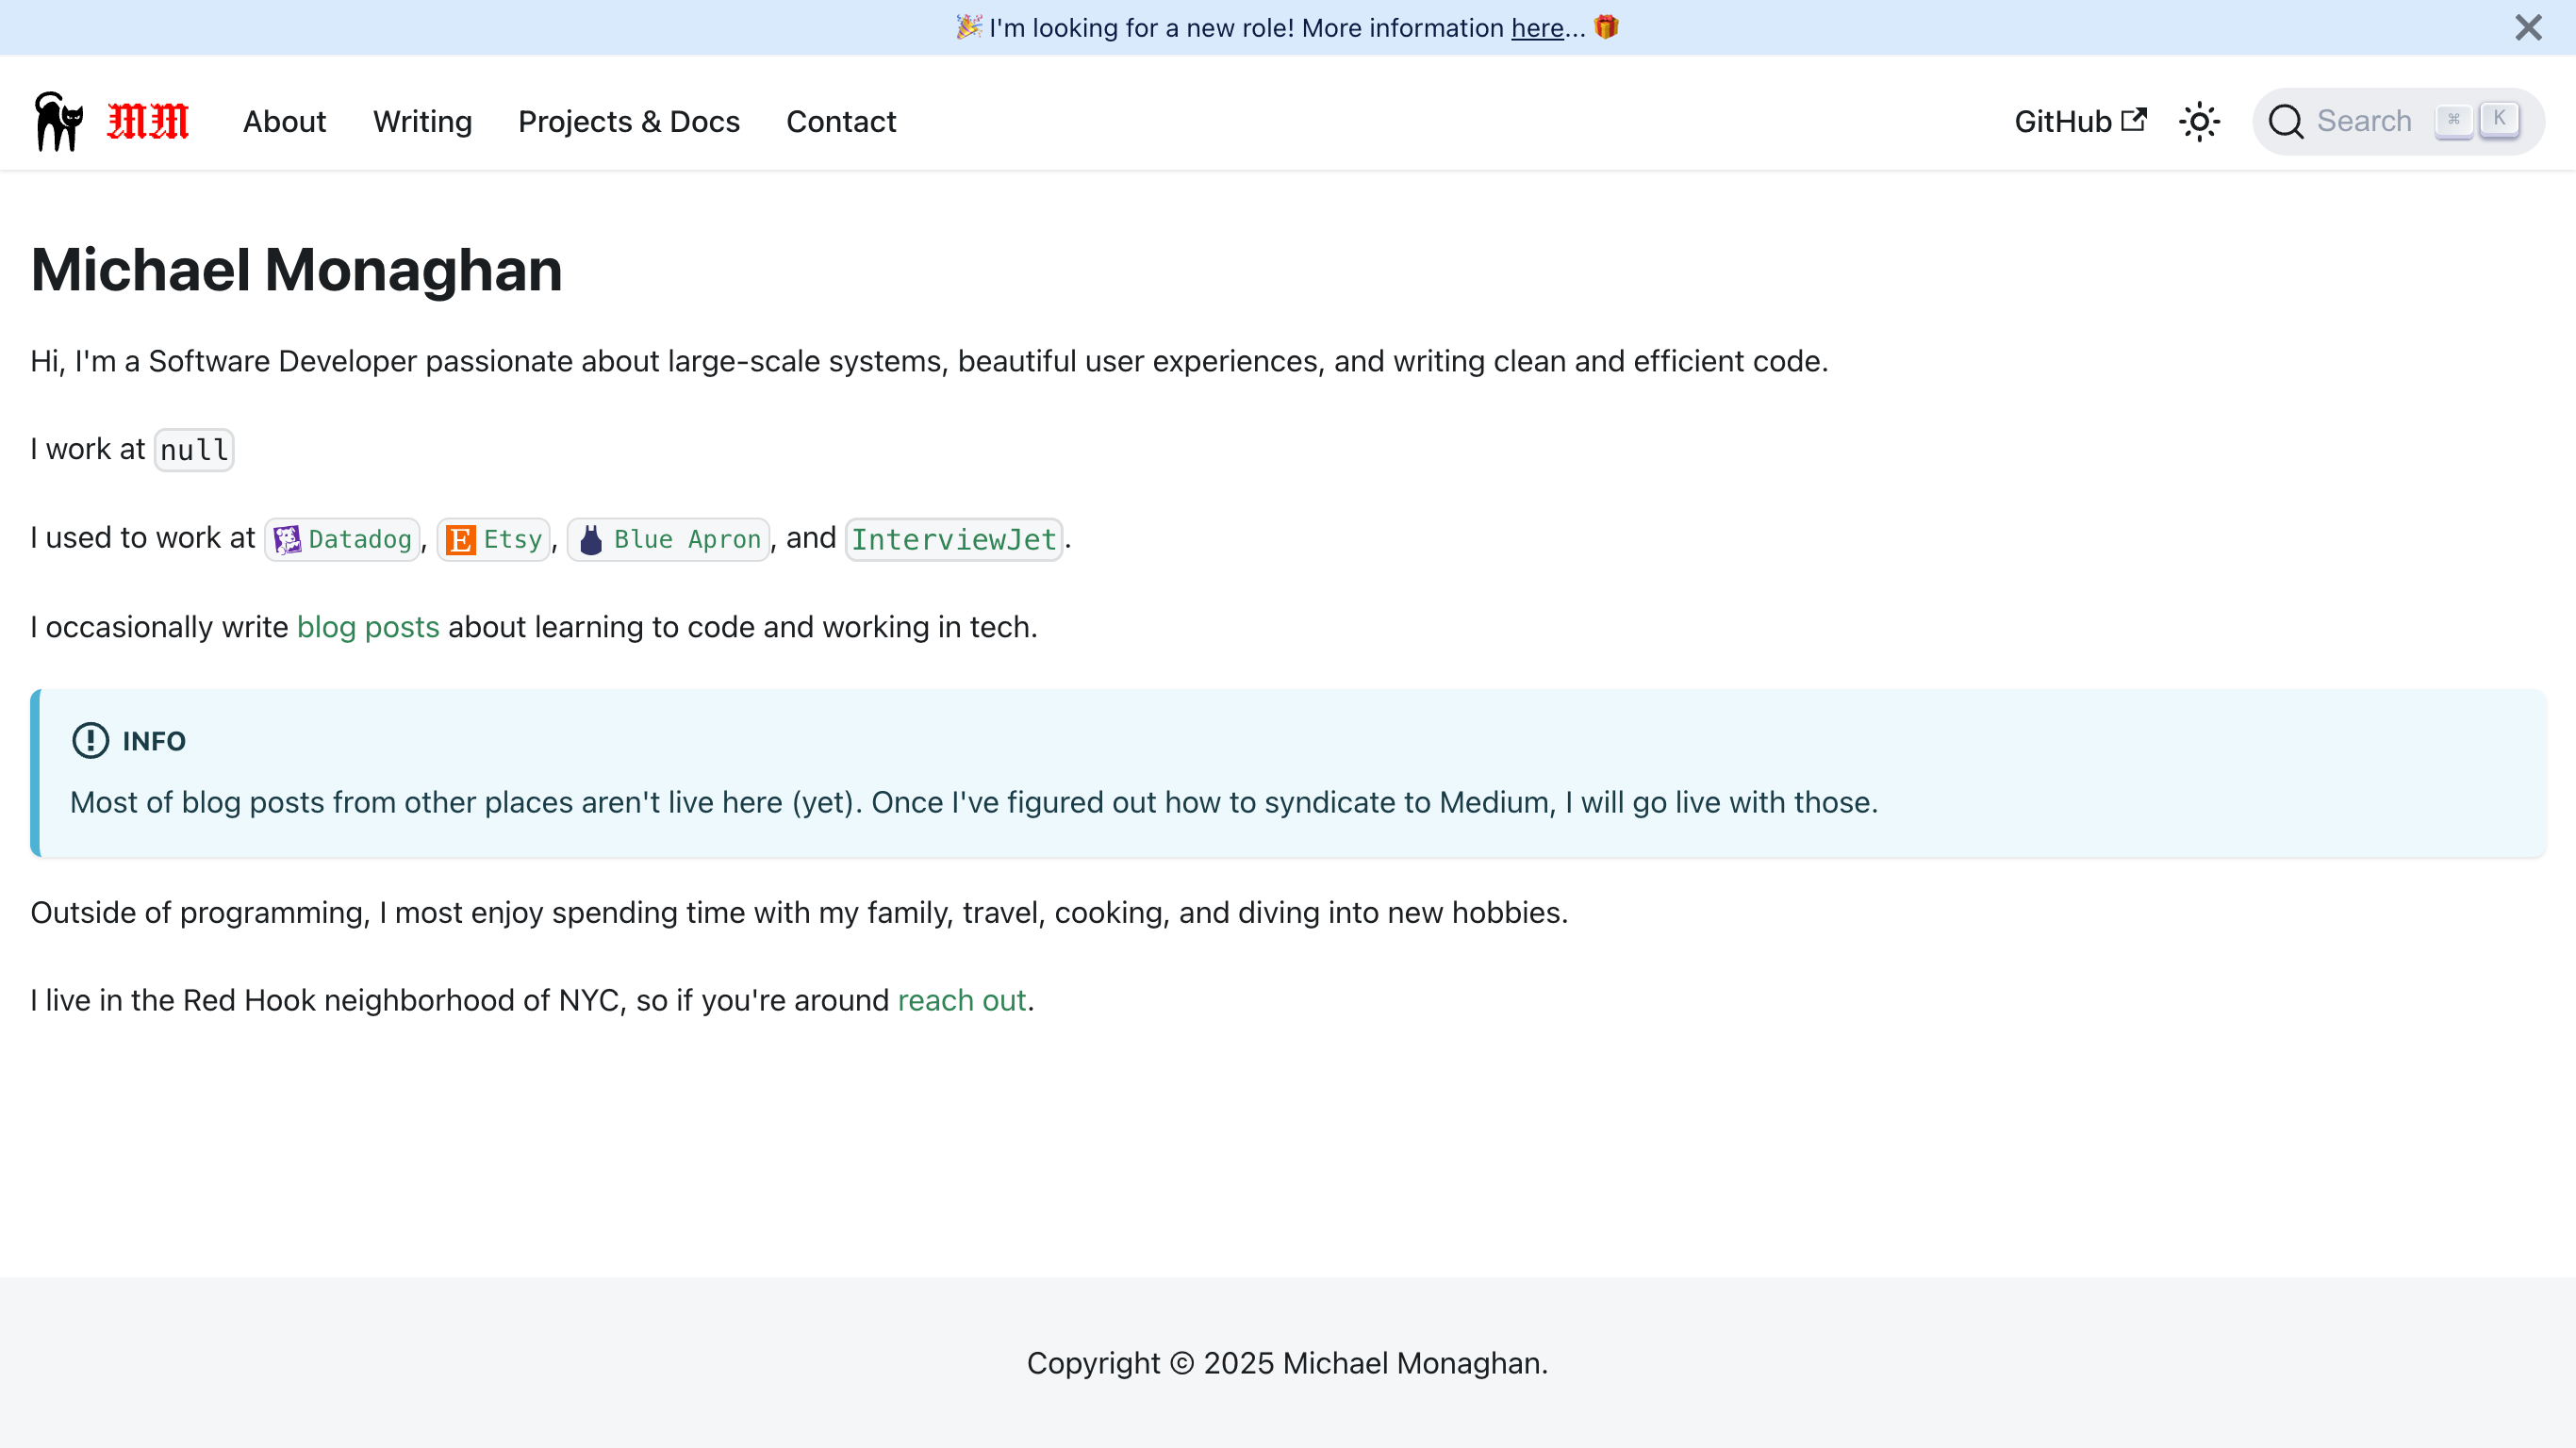 🎉 I'm looking for a new role! More information here... 🎁
MM About Writing Projects & Docs Contact GitHub Search ⌘ K
Michael Monaghan
Hi, I'm a Software Developer passionate about large-scale systems, beautiful user experiences, and writing clean and efficient code.
I work at null
I used to work at Datadog, E Etsy, Blue Apron, and InterviewJet.
I occasionally write blog posts about learning to code and working in tech.
INFO
Most of blog posts from other places aren't live here (yet). Once I've figured out how to syndicate to Medium, I will go live with those.
Outside of programming, I most enjoy spending time with my family, travel, cooking, and diving into new hobbies.
I live in the Red Hook neighborhood of NYC, so if you're around reach out.
Copyright © 2025 Michael Monaghan.